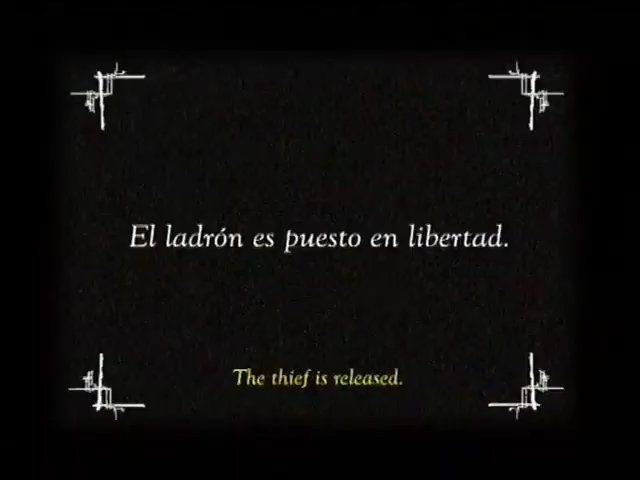 El ladrón es puesto en libertad.
The thief is released.